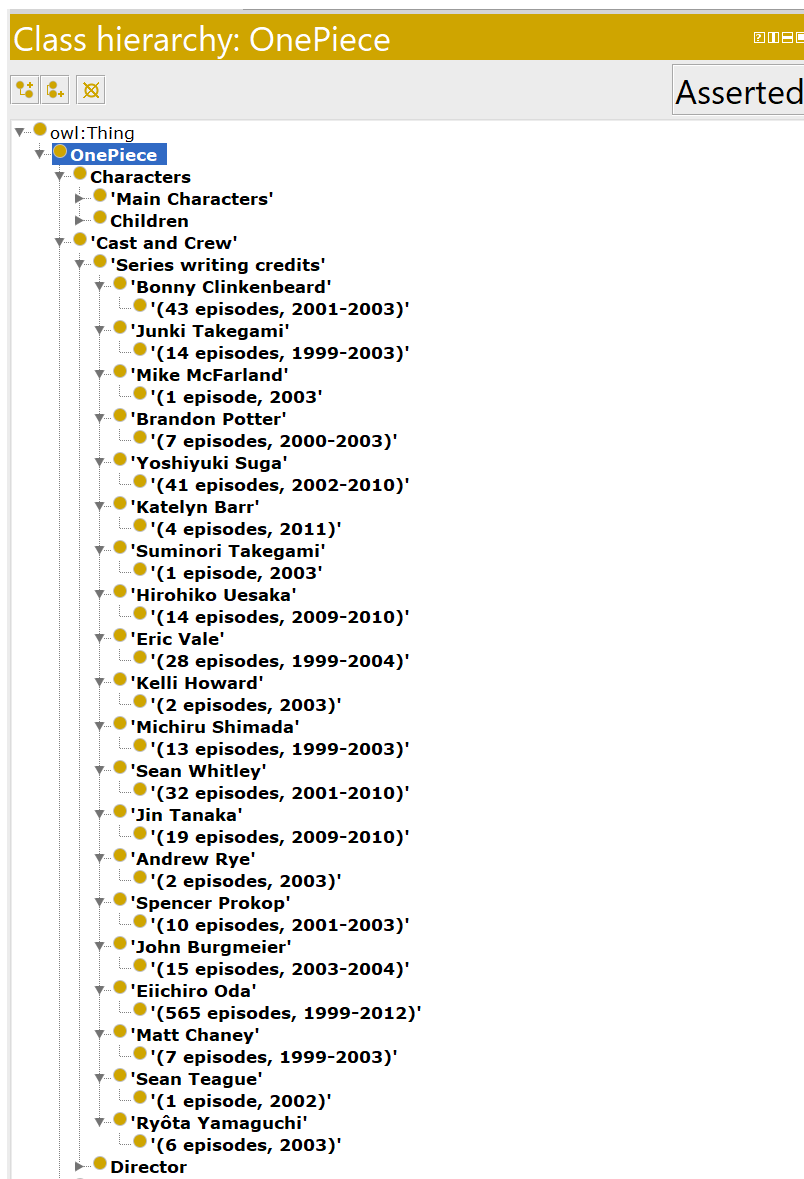 Class hierarchy: OnePiece
Asserted
owl:Thing
OnePiece
Characters
'Main Characters'
Children
'Cast and Crew'
'Series writing credits'
'Bonny Clinkenbeard'
'(43 episodes, 2001-2003)'
'Junki Takegami'
'(14 episodes, 1999-2003)'
'Mike McFarland'
'(1 episode, 2003'
'Brandon Potter'
'(7 episodes, 2000-2003)'
'Yoshiyuki Suga'
'(41 episodes, 2002-2010)'
'Katelyn Barr'
'(4 episodes, 2011)'
'Suminori Takegami'
'(1 episode, 2003'
'Hirohiko Uesaka'
'(14 episodes, 2009-2010)'
'Eric Vale'
'(28 episodes, 1999-2004)'
'Kelli Howard'
'(2 episodes, 2003)'
'Michiru Shimada'
'(13 episodes, 1999-2003)'
'Sean Whitley'
'(32 episodes, 2001-2010)'
'Jin Tanaka'
'(19 episodes, 2009-2010)'
'Andrew Rye'
'(2 episodes, 2003)'
'Spencer Prokop'
'(10 episodes, 2001-2003)'
'John Burgmeier'
'(15 episodes, 2003-2004)'
'Eiichiro Oda'
'(565 episodes, 1999-2012)'
'Matt Chaney'
'(7 episodes, 1999-2003)'
'Sean Teague'
'(1 episode, 2002)'
'Ryôta Yamaguchi'
'(6 episodes, 2003)'
Director